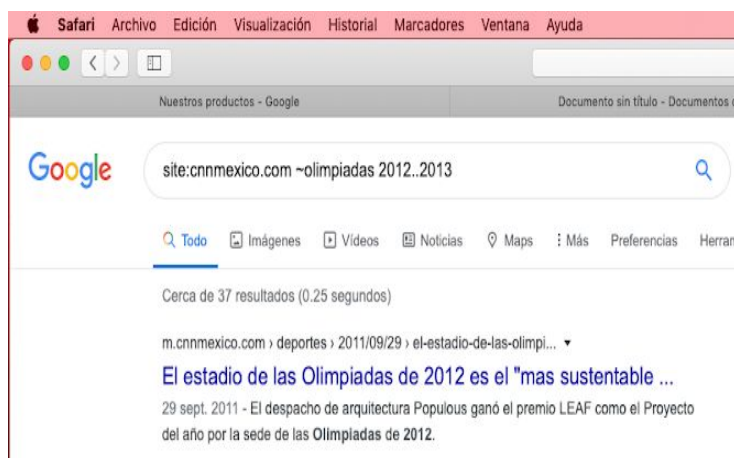 Safari Archivo Edición Visualización Historial Marcadores Ventana Ayuda
Nuestros productos - Google Documento sin título - Documentos
Google site:cnnmexico.com ~olimpiadas 2012..2013
Todo Imágenes Vídeos Noticias Maps Más Preferencias Herram
Cerca de 37 resultados (0.25 segundos)
m.cnnmexico.com › deportes › 2011/09/29 › el-estadio-de-las-olimpi...
El estadio de las Olimpiadas de 2012 es el "mas sustentable ...
29 sept. 2011 - El despacho de arquitectura Populous ganó el premio LEAF como el Proyecto
del año por la sede de las Olimpiadas de 2012.